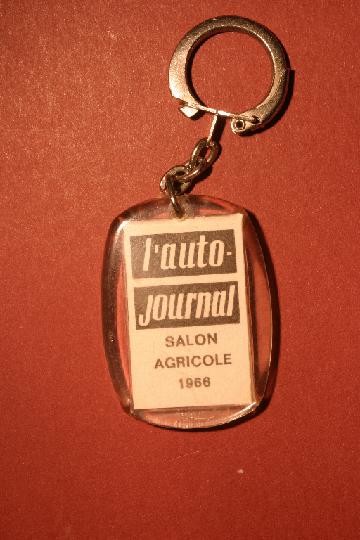 l'auto-
journal
SALON
AGRICOLE
1966